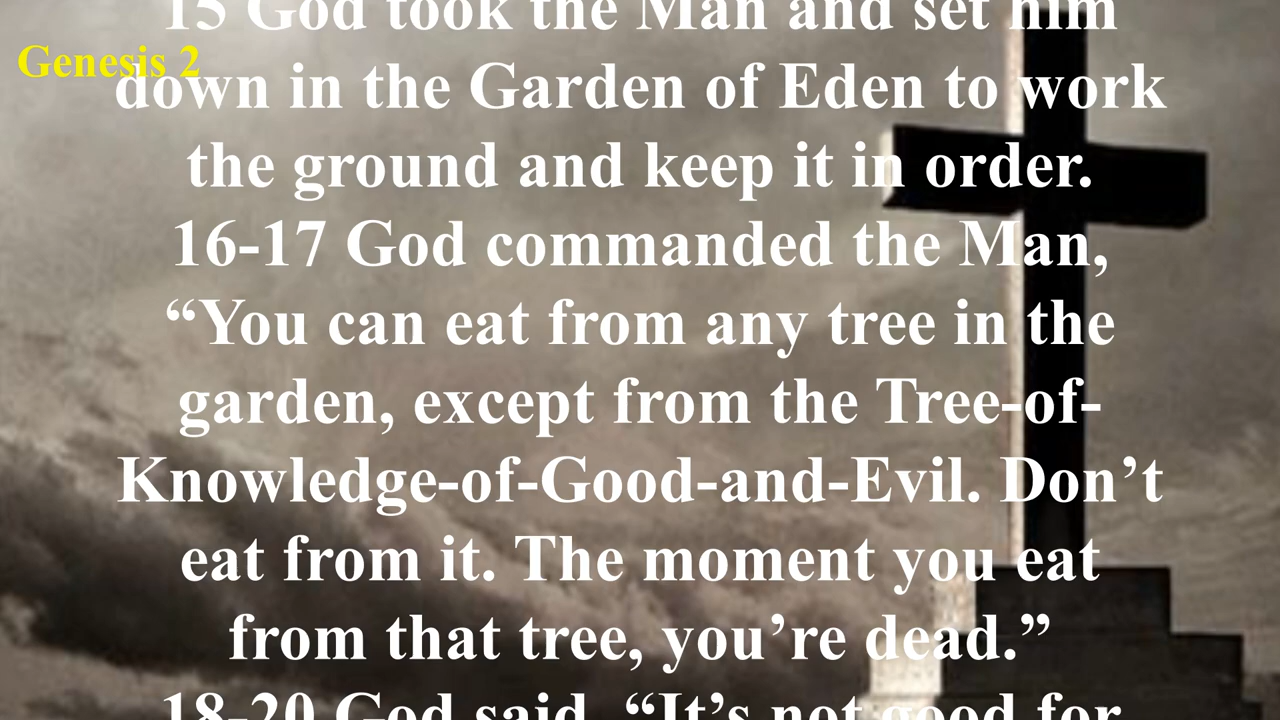 15 God took the Man and set him
Genesis 2
down in the Garden of Eden to work
the ground and keep it in order.
16-17 God commanded the Man,
“You can eat from any tree in the
garden, except from the Tree-of-
Knowledge-of-Good-and-Evil. Don’t
eat from it. The moment you eat
from that tree, you’re dead.”
18-20 God said, “It’s not good for